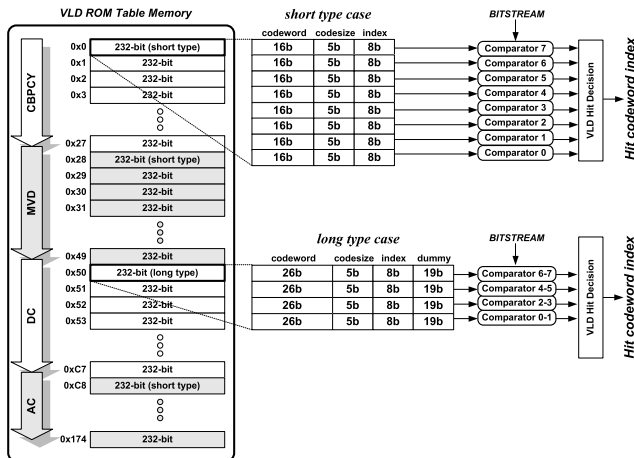 VLD ROM Table Memory
short type case
BITSTREAM
codeword codesize index
0x0 232-bit (short type)
0x1 232-bit
0x2 232-bit
0x3 232-bit
CBPCY
16b 5b 8b Comparator 7
16b 5b 8b Comparator 6
16b 5b 8b Comparator 5
16b 5b 8b Comparator 4
16b 5b 8b Comparator 3
16b 5b 8b Comparator 2
16b 5b 8b Comparator 1
16b 5b 8b Comparator 0
VLD Hit Decision
Hit codeword index
0x27 232-bit
0x28 232-bit (short type)
0x29 232-bit
0x30 232-bit
0x31 232-bit
MVD
0x49 232-bit
0x50 232-bit (long type)
0x51 232-bit
0x52 232-bit
0x53 232-bit
DC
long type case
BITSTREAM
codeword codesize index dummy
26b 5b 8b 19b Comparator 6-7
26b 5b 8b 19b Comparator 4-5
26b 5b 8b 19b Comparator 2-3
26b 5b 8b 19b Comparator 0-1
VLD Hit Decision
Hit codeword index
0xC7 232-bit
0xC8 232-bit (short type)
AC
0x174 232-bit